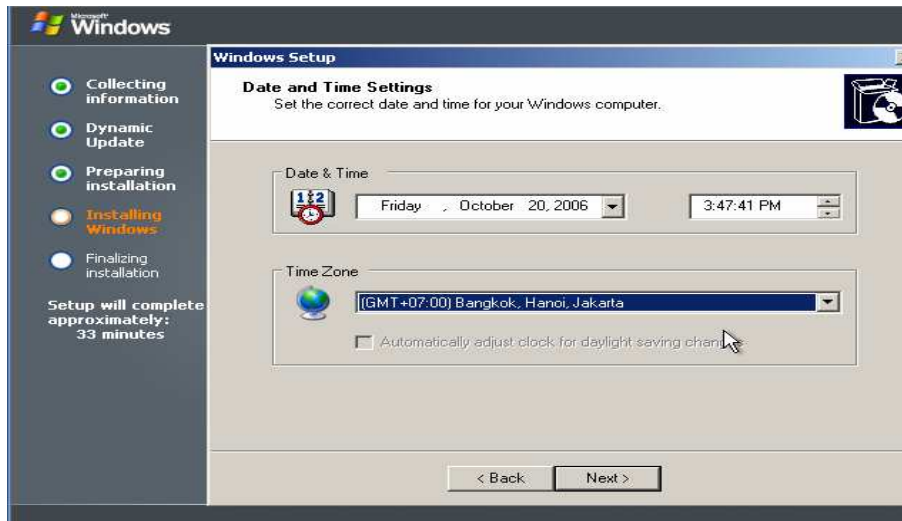 Microsoft
Windows
Collecting
information
Dynamic
Update
Preparing
installation
Installing
Windows
Finalizing
installation
Setup will complete
approximately:
33 minutes
Windows Setup
Date and Time Settings
Set the correct date and time for your Windows computer.
Date & Time
1 2
Friday , October 20, 2006
3:47:41 PM
Time Zone
(GMT+07:00) Bangkok, Hanoi, Jakarta
Automatically adjust clock for daylight saving
< Back
Next >